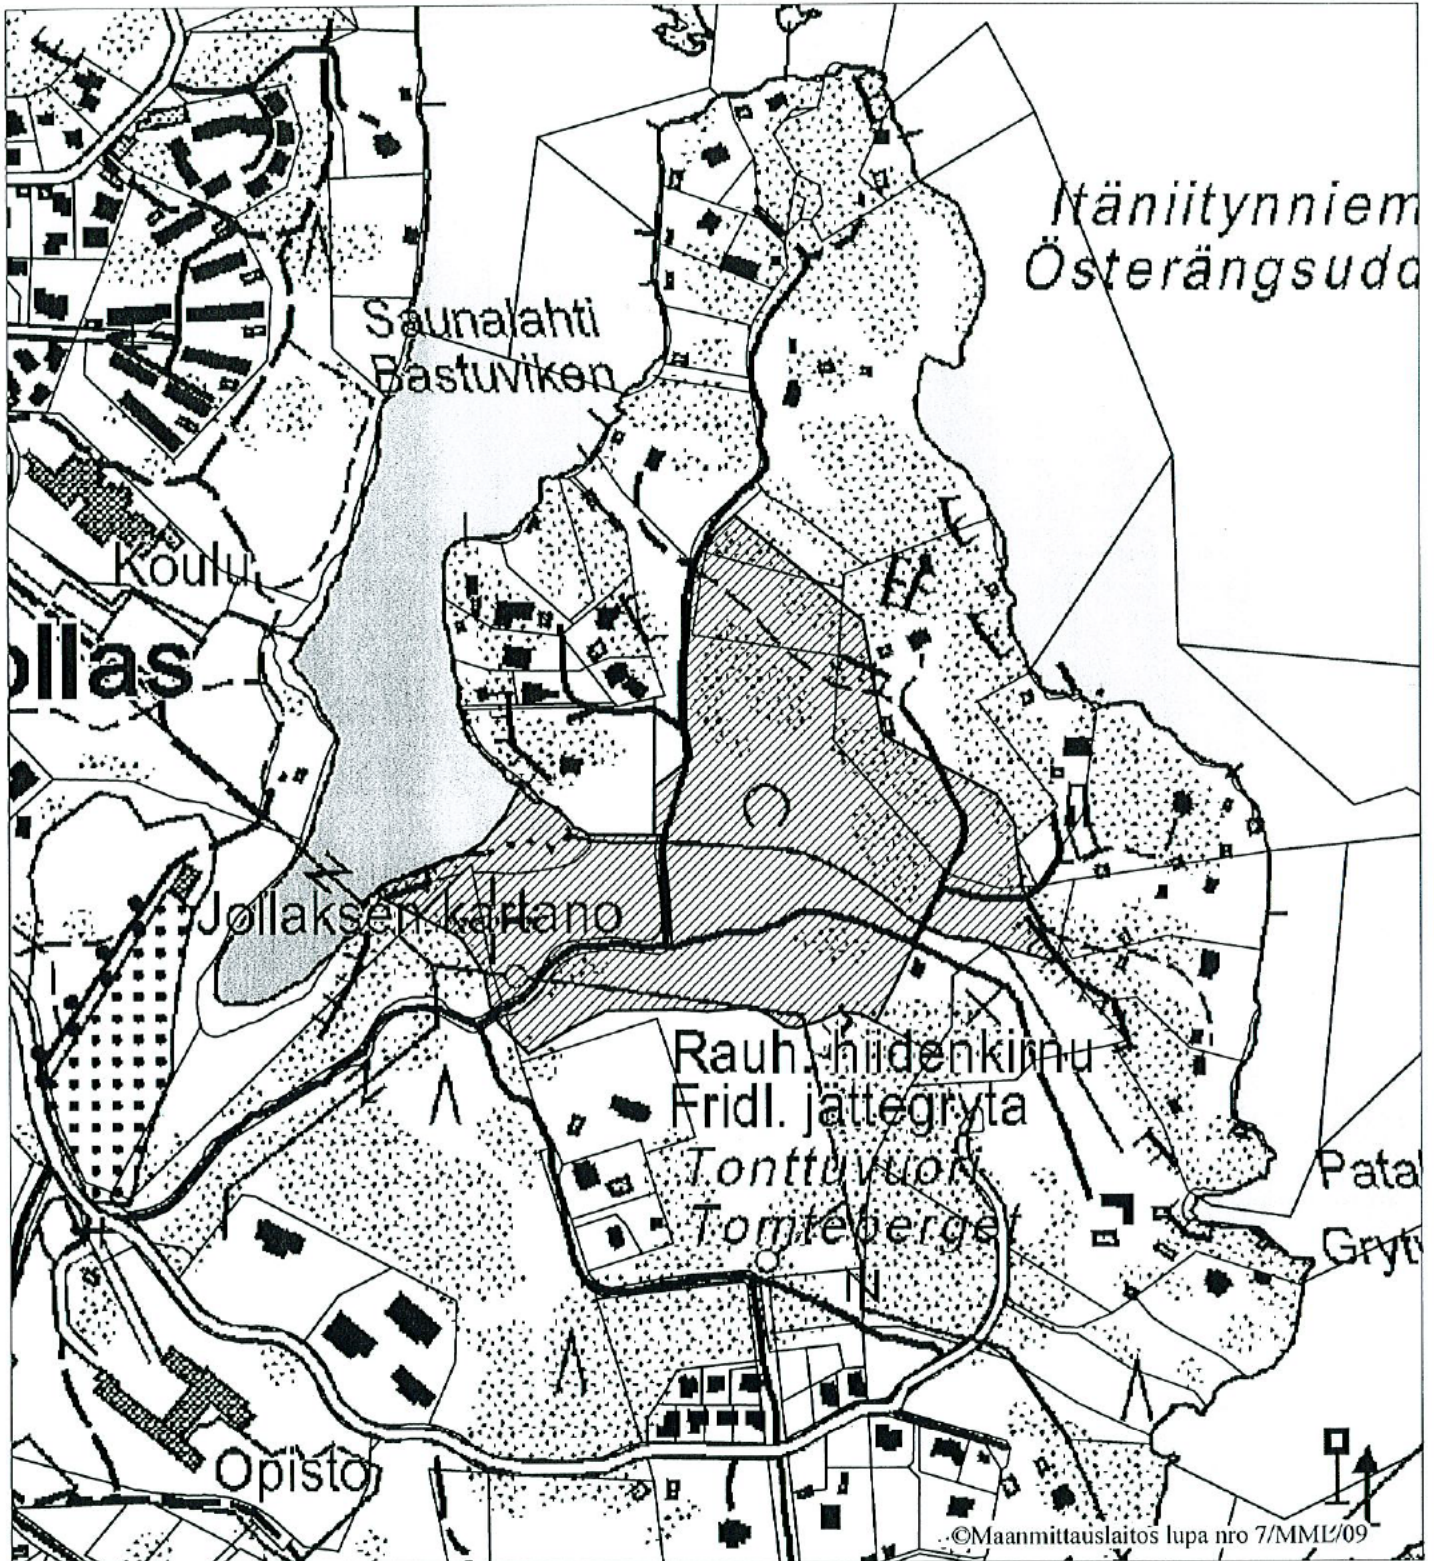 Itäniitynniem
Österängsudd
Saunalahti
Bastuviken
Koulu
ollas
Jollaksen kartano
Rauh. hiidenkirnu
Fridl. jättegryta
Tonttuvuori
Tomteberget
Pata
Gryt
Opisto
©Maanmittauslaitos lupa nro 7/MML/09